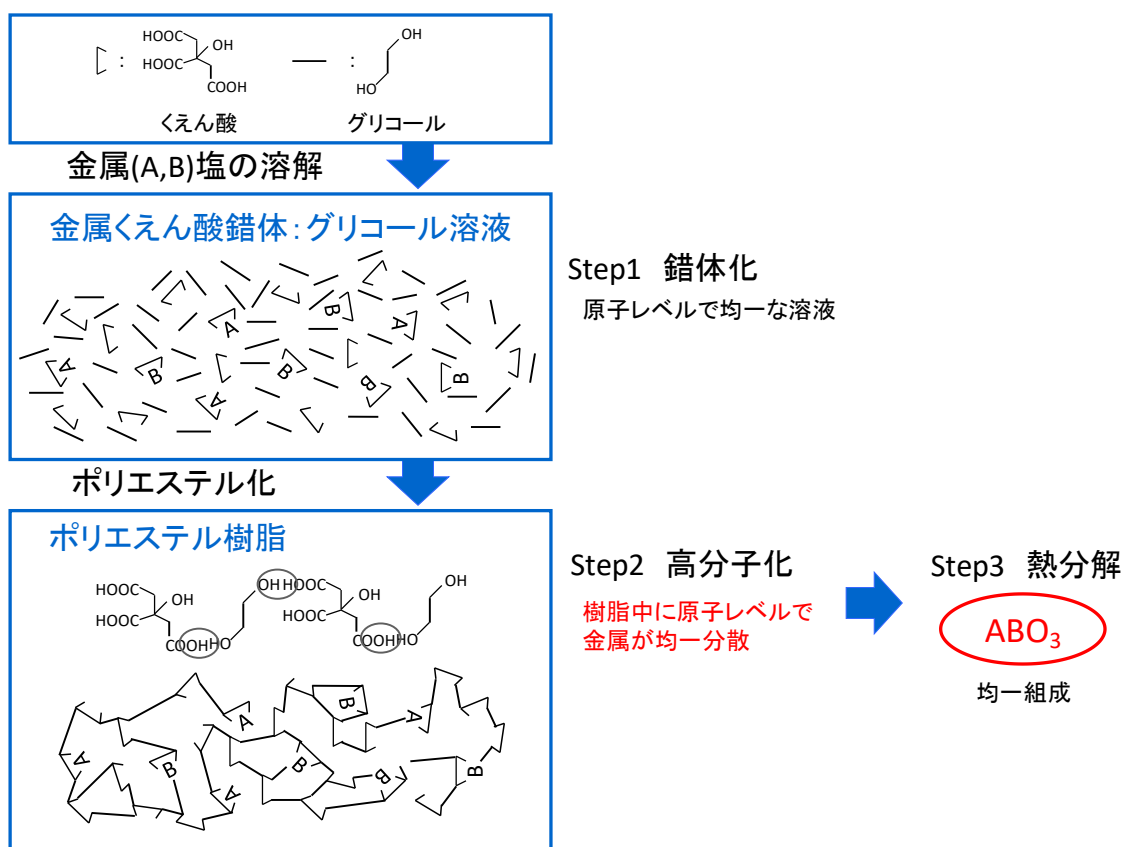 HOOC
OH
HOOC
COOH
:
くえん酸
:
OH
HO
グリコール
金属(A,B)塩の溶解
金属くえん酸錯体：グリコール溶液
B
A
A
A
B
B
B
A
B
Step1 錯体化
原子レベルで均一な溶液
ポリエステル化
ポリエステル樹脂
HOOC
OH
HOOC
COOH
HO
OH
HOOC
OH
HOOC
COOH
HO
OH
A
B
A
A
B
B
B
B
A
Step2 高分子化
樹脂中に原子レベルで
金属が均一分散
Step3 熱分解
ABO₃
均一組成